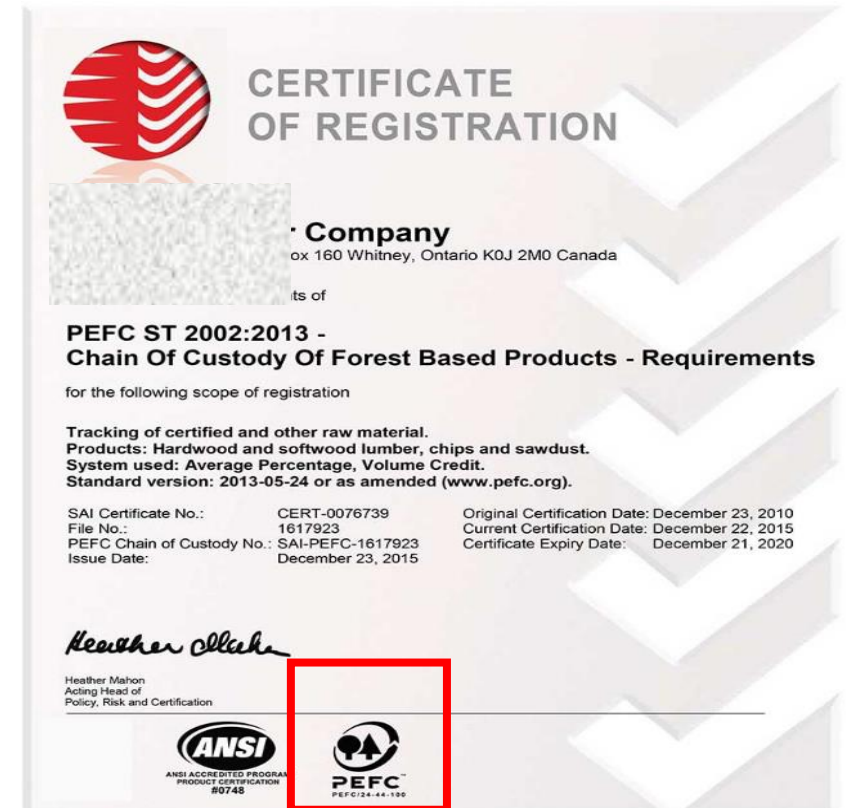 CERTIFICATE
OF REGISTRATION
Company
ox 160 Whitney, Ontario K0J 2M0 Canada
ts of
PEFC ST 2002:2013 -
Chain Of Custody Of Forest Based Products - Requirements
for the following scope of registration
Tracking of certified and other raw material.
Products: Hardwood and softwood lumber, chips and sawdust.
System used: Average Percentage, Volume Credit.
Standard version: 2013-05-24 or as amended (www.pefc.org).
SAI Certificate No.: CERT-0076739 Original Certification Date: December 23, 2010
File No.: 1617923 Current Certification Date: December 22, 2015
PEFC Chain of Custody No.: SAI-PEFC-1617923 Certificate Expiry Date: December 21, 2020
Issue Date: December 23, 2015
Heather Mahon
Acting Head of
Policy, Risk and Certification
ANSI
ANSI ACCREDITED PROGRAM
PRODUCT CERTIFICATION
#0748
PEFC™
PEFC/24-44-100